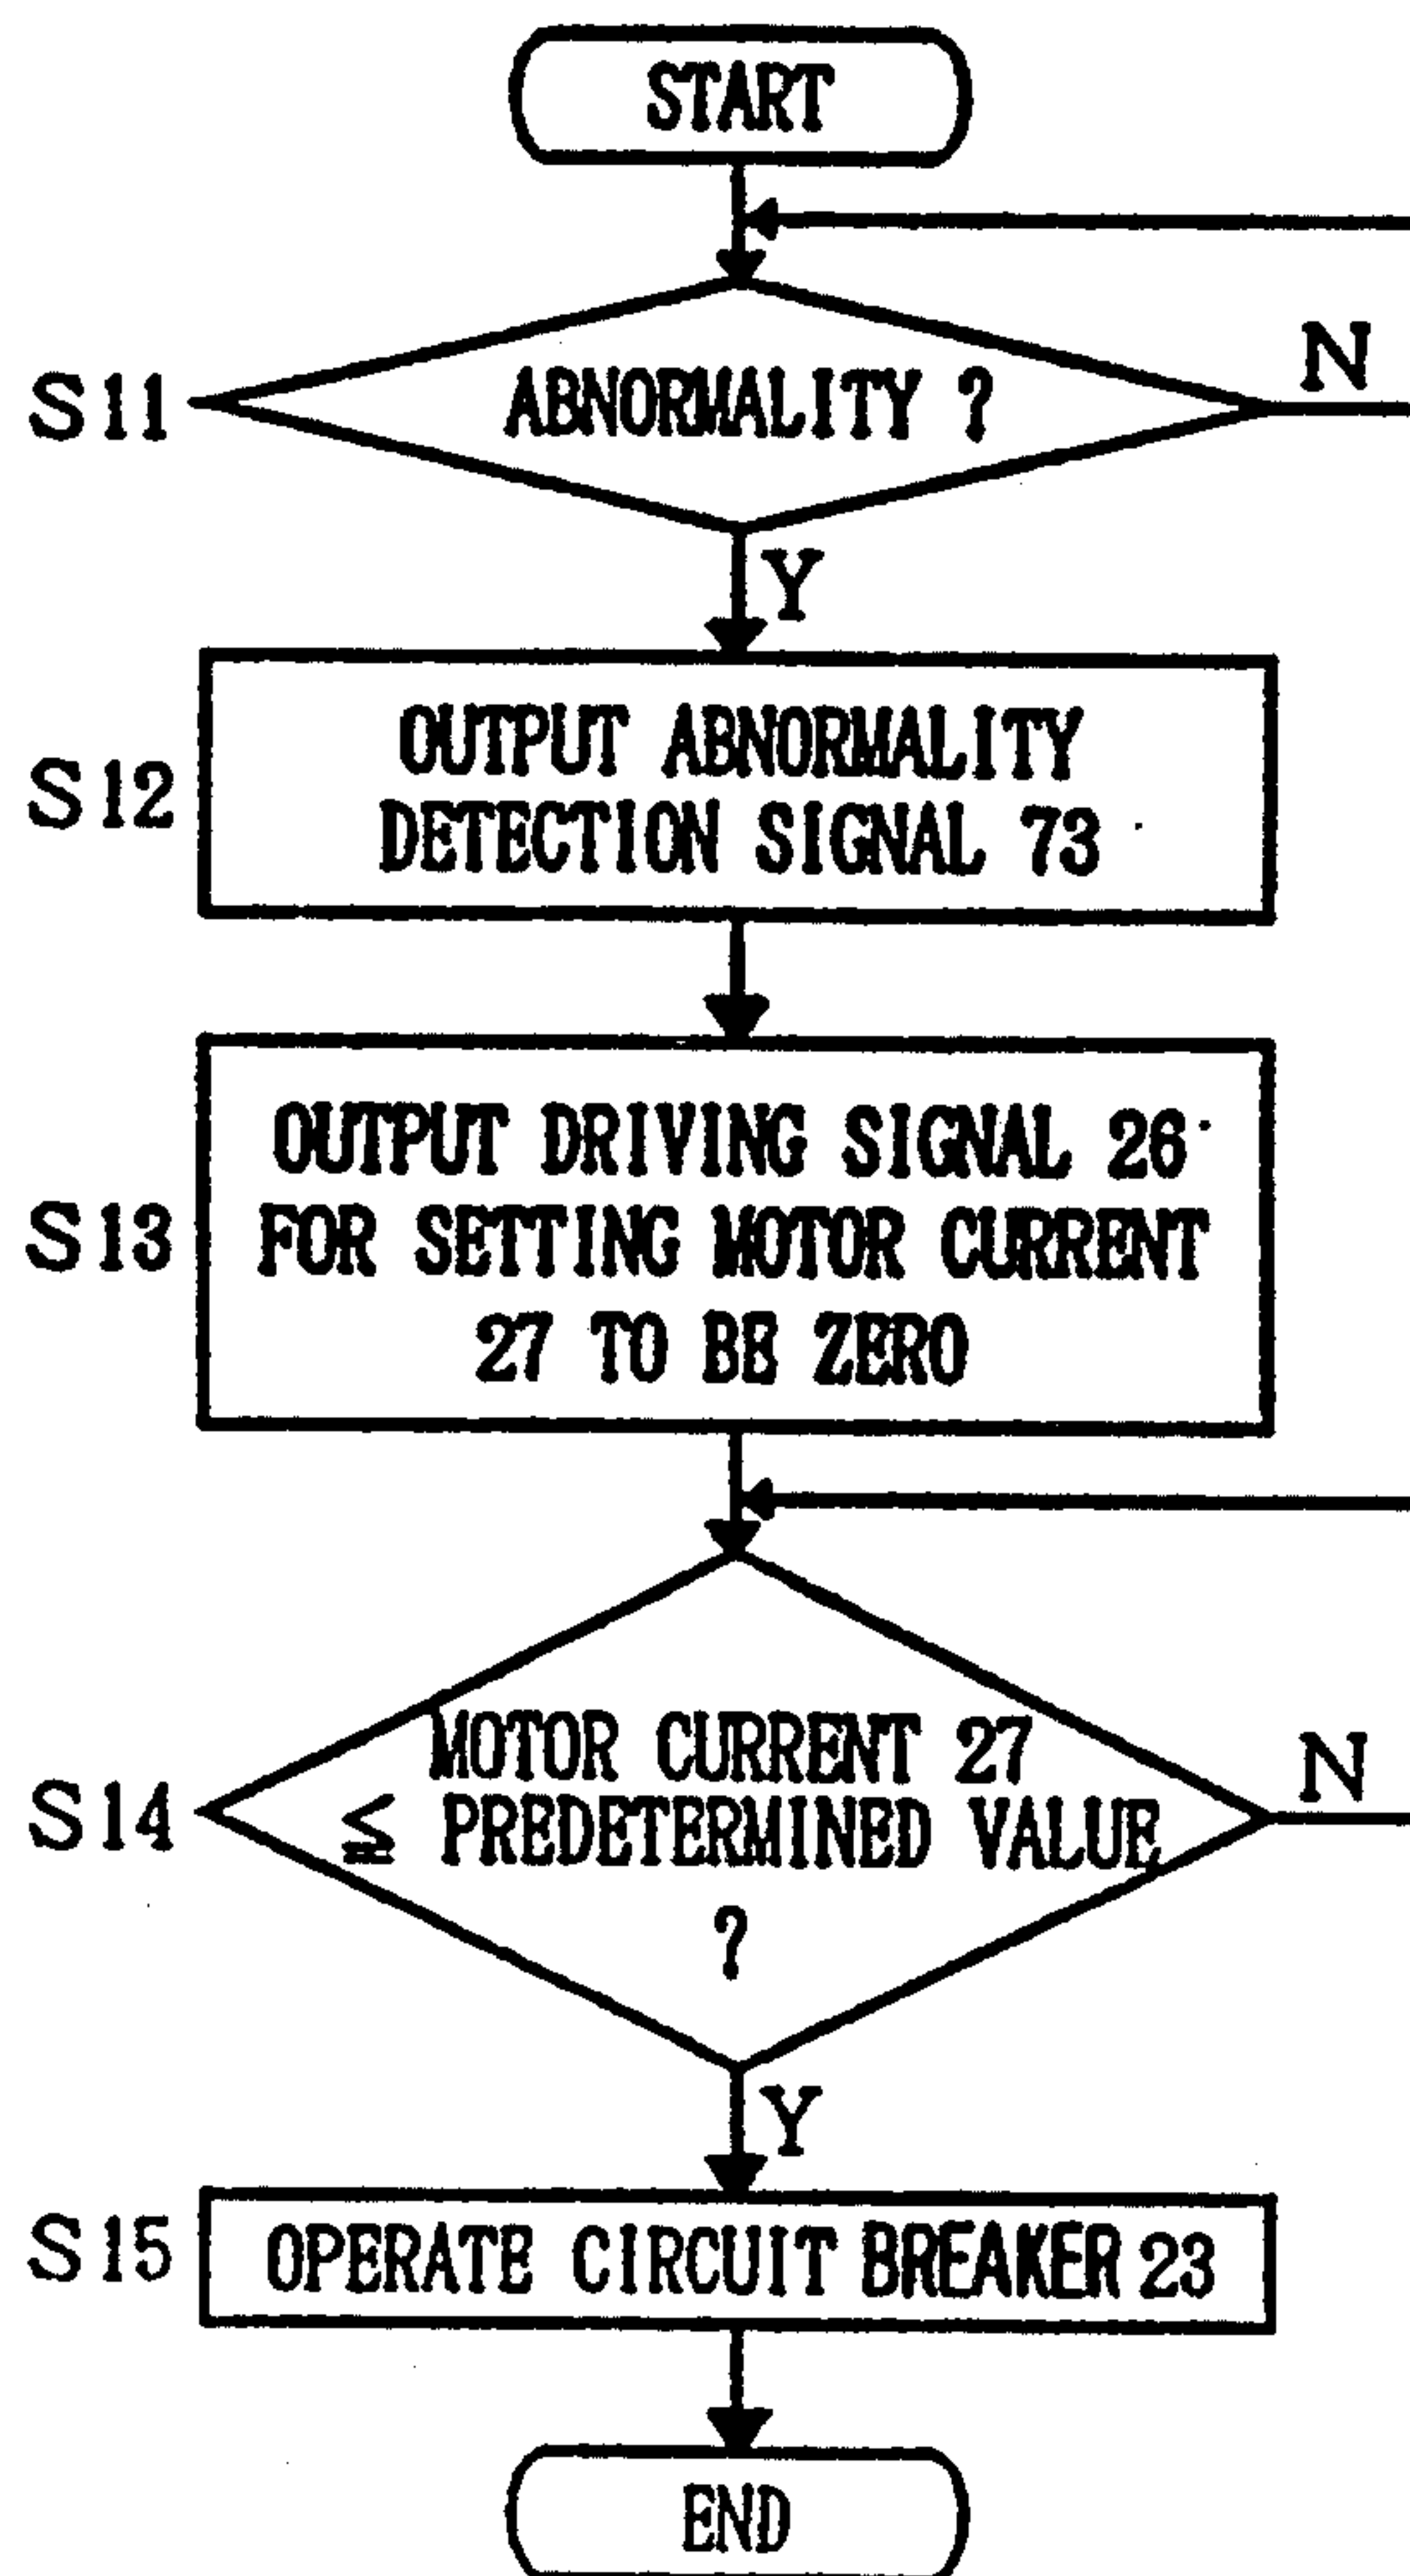 START
S11
ABNORMALITY ?
N
Y
S12
OUTPUT ABNORMALITY
DETECTION SIGNAL 73
S13
OUTPUT DRIVING SIGNAL 26
FOR SETTING MOTOR CURRENT
27 TO BE ZERO
S14
MOTOR CURRENT 27
≦ PREDETERMINED VALUE
?
N
Y
S15
OPERATE CIRCUIT BREAKER 23
END